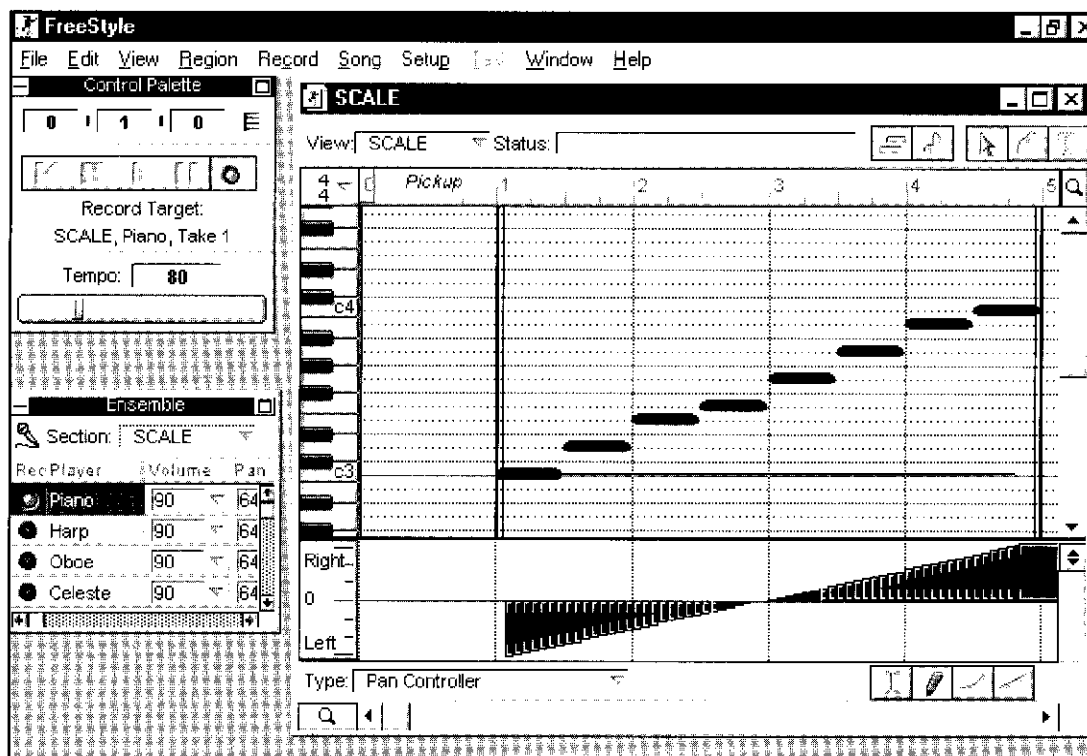 FreeStyle
File Edit View Region Record Song Setup Window Help
Control Palette
0 1 0
Record Target:
SCALE, Piano, Take 1
Tempo: 80
Ensemble
Section: SCALE
Rec Player Volume Pan
Piano 90 64
Harp 90 64
Oboe 90 64
Celeste 90 64
SCALE
View: SCALE Status:
4
4
Pickup 1 2 3 4 5
c4
c3
Right
0
Left
Type: Pan Controller